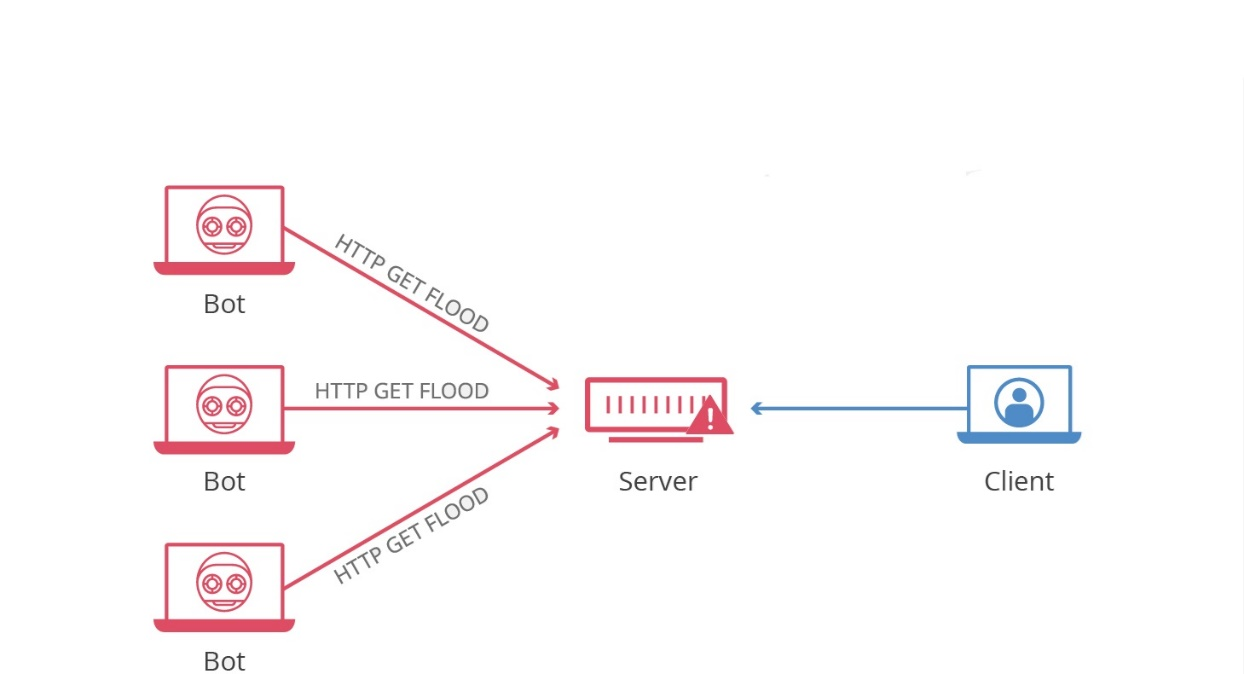 HTTP GET FLOOD
Bot
HTTP GET FLOOD
Bot
Server
Client
HTTP GET FLOOD
Bot